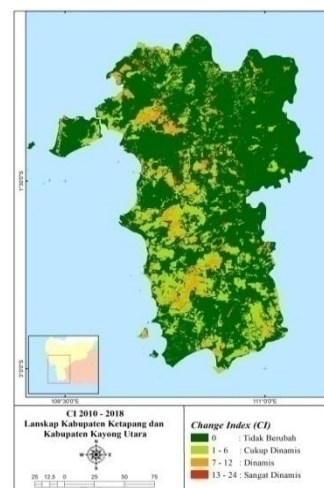 1°30'0"S
3°0'0"S
109°30'0"E
111°0'0"E
CI 2010 - 2018
Lanskap Kabupaten Ketapang dan
Kabupaten Kayong Utara
N
W
E
S
25 12.5 0 25 50 75
Change Index (CI)
0 : Tidak Berubah
1 - 6 : Cukup Dinamis
7 - 12 : Dinamis
13 - 24 : Sangat Dinamis